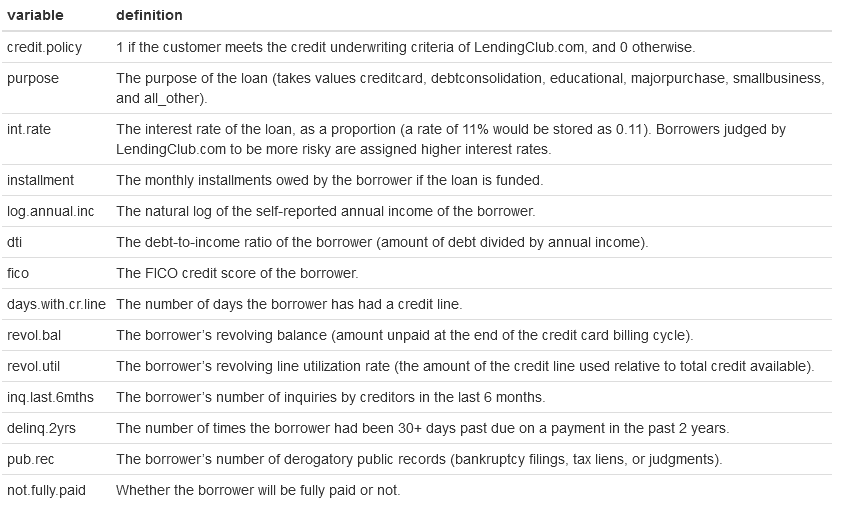 variable definition
credit.policy 1 if the customer meets the credit underwriting criteria of LendingClub.com, and 0 otherwise.
purpose The purpose of the loan (takes values creditcard, debtconsolidation, educational, majorpurchase, smallbusiness,
and all_other).
int.rate The interest rate of the loan, as a proportion (a rate of 11% would be stored as 0.11). Borrowers judged by
LendingClub.com to be more risky are assigned higher interest rates.
installment The monthly installments owed by the borrower if the loan is funded.
log.annual.inc The natural log of the self-reported annual income of the borrower.
dti The debt-to-income ratio of the borrower (amount of debt divided by annual income).
fico The FICO credit score of the borrower.
days.with.cr.line The number of days the borrower has had a credit line.
revol.bal The borrower’s revolving balance (amount unpaid at the end of the credit card billing cycle).
revol.util The borrower’s revolving line utilization rate (the amount of the credit line used relative to total credit available).
inq.last.6mths The borrower’s number of inquiries by creditors in the last 6 months.
delinq.2yrs The number of times the borrower had been 30+ days past due on a payment in the past 2 years.
pub.rec The borrower’s number of derogatory public records (bankruptcy filings, tax liens, or judgments).
not.fully.paid Whether the borrower will be fully paid or not.